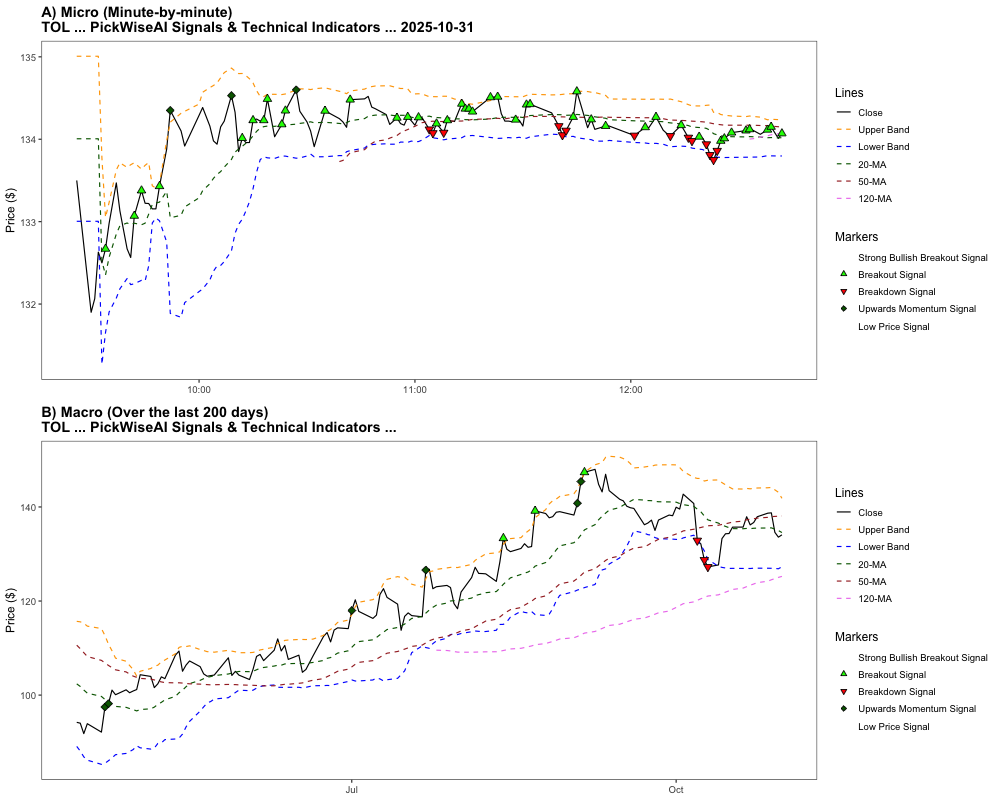 A) Micro (Minute-by-minute)
TOL ... PickWiseAI Signals & Technical Indicators ... 2025-10-31
Price ($)
135
134
133
132
10:00
11:00
12:00
Lines
Close
Upper Band
Lower Band
20-MA
50-MA
120-MA
Markers
Strong Bullish Breakout Signal
Breakout Signal
Breakdown Signal
Upwards Momentum Signal
Low Price Signal
B) Macro (Over the last 200 days)
TOL ... PickWiseAI Signals & Technical Indicators ...
Price ($)
140
120
100
Jul
Oct
Lines
Close
Upper Band
Lower Band
20-MA
50-MA
120-MA
Markers
Strong Bullish Breakout Signal
Breakout Signal
Breakdown Signal
Upwards Momentum Signal
Low Price Signal